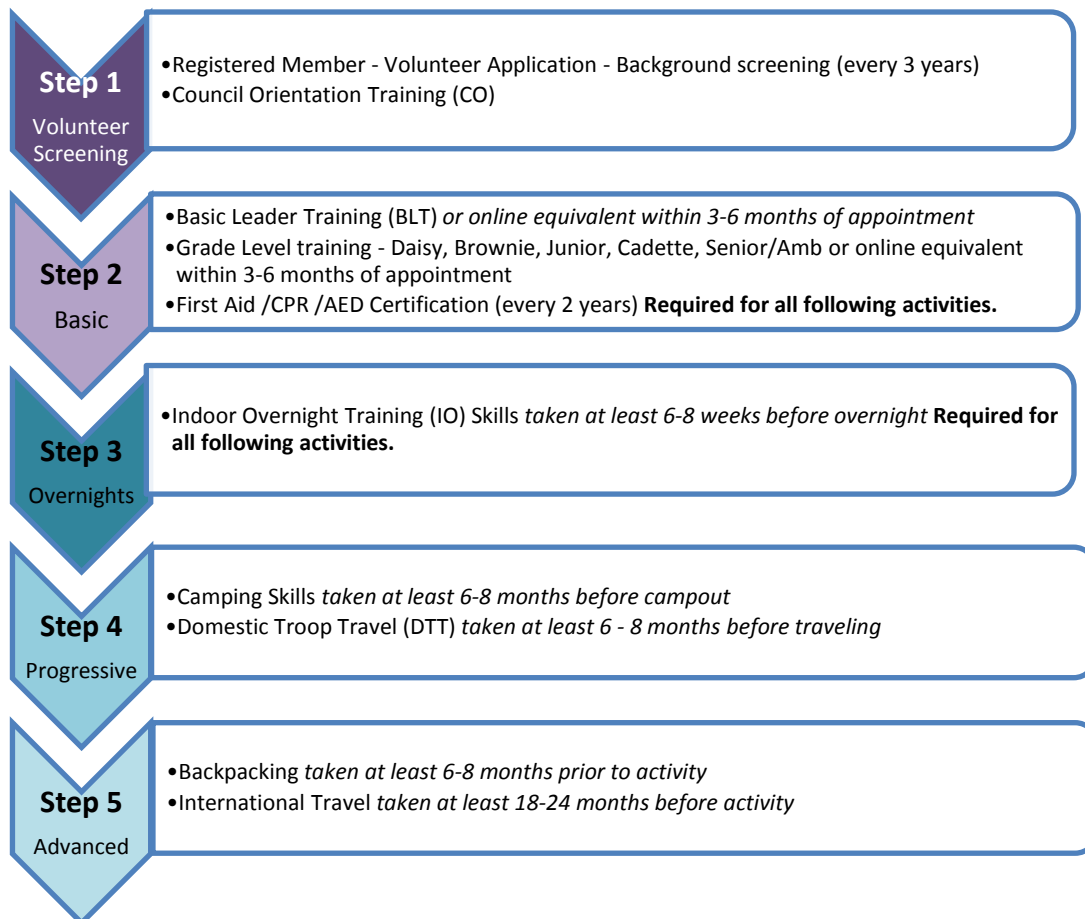 Step 1
Volunteer
Screening
•Registered Member - Volunteer Application - Background screening (every 3 years)
•Council Orientation Training (CO)
Step 2
Basic
•Basic Leader Training (BLT) or online equivalent within 3-6 months of appointment
•Grade Level training - Daisy, Brownie, Junior, Cadette, Senior/Amb or online equivalent
within 3-6 months of appointment
•First Aid /CPR /AED Certification (every 2 years) Required for all following activities.
Step 3
Overnights
•Indoor Overnight Training (IO) Skills taken at least 6-8 weeks before overnight Required for
all following activities.
Step 4
Progressive
•Camping Skills taken at least 6-8 months before campout
•Domestic Troop Travel (DTT) taken at least 6 - 8 months before traveling
Step 5
Advanced
•Backpacking taken at least 6-8 months prior to activity
•International Travel taken at least 18-24 months before activity